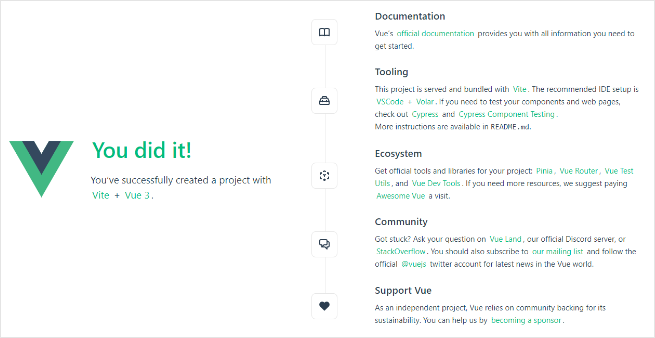 You did it!
You've successfully created a project with
Vite + Vue 3.
Documentation
Vue's official documentation provides you with all information you need to
get started.
Tooling
This project is served and bundled with Vite. The recommended IDE setup is
VSCode + Volar. If you need to test your components and web pages,
check out Cypress and Cypress Component Testing.
More instructions are available in README.md.
Ecosystem
Get official tools and libraries for your project: Pinia, Vue Router, Vue Test
Utils, and Vue Dev Tools. If you need more resources, we suggest paying
Awesome Vue a visit.
Community
Got stuck? Ask your question on Vue Land, our official Discord server, or
StackOverflow. You should also subscribe to our mailing list and follow the
official @vuejs twitter account for latest news in the Vue world.
Support Vue
As an independent project, Vue relies on community backing for its
sustainability. You can help us by becoming a sponsor.